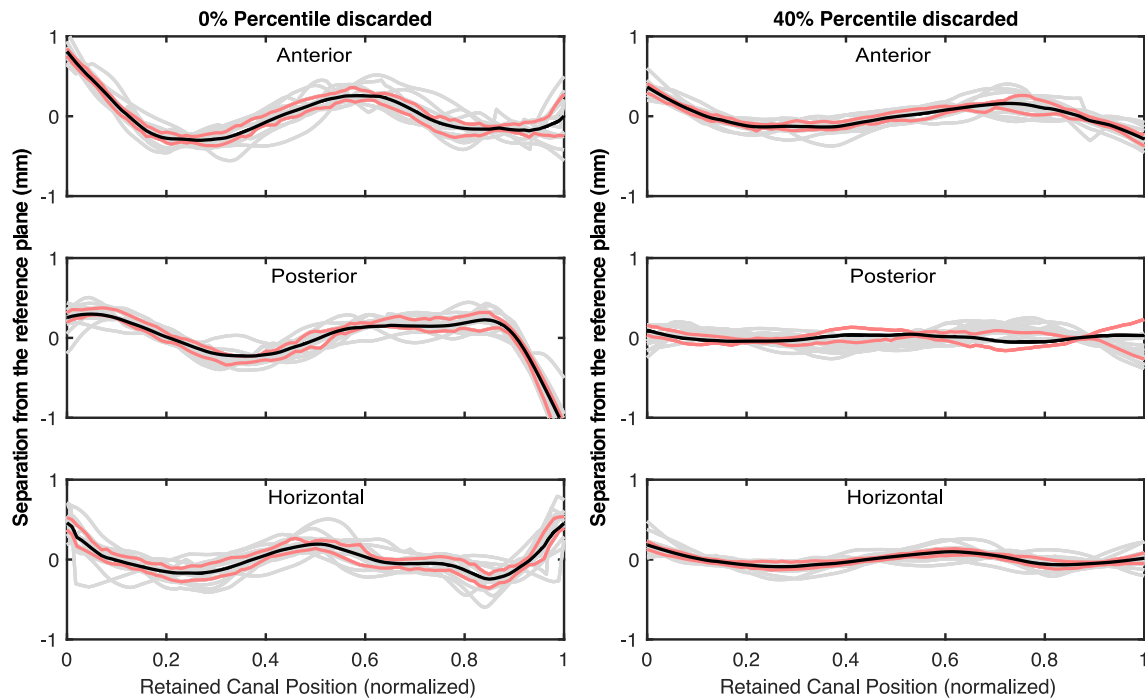 0% Percentile discarded
40% Percentile discarded
Separation from the reference plane (mm)
Anterior
1
0
-1
Posterior
1
0
-1
Horizontal
1
0
-1
0 0.2 0.4 0.6 0.8 1
Retained Canal Position (normalized)
Separation from the reference plane (mm)
Anterior
1
0
-1
Posterior
1
0
-1
Horizontal
1
0
-1
0 0.2 0.4 0.6 0.8 1
Retained Canal Position (normalized)